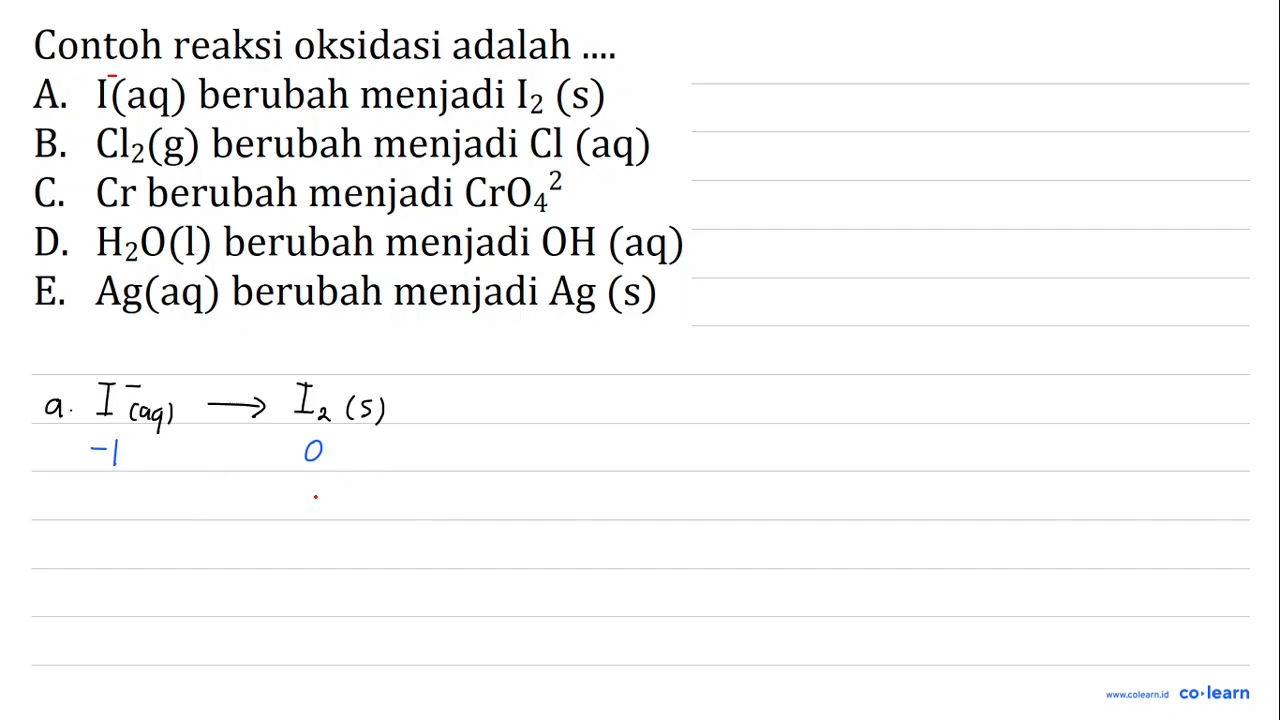 Contoh reaksi oksidasi adalah ....
A. I⁻(aq) berubah menjadi I₂ (s)
B. Cl₂(g) berubah menjadi Cl (aq)
C. Cr berubah menjadi CrO₄²
D. H₂O(l) berubah menjadi OH (aq)
E. Ag(aq) berubah menjadi Ag (s)
a. I⁻(aq) ⟶ I₂ (s)
-1 0
www.colearn.id co·learn